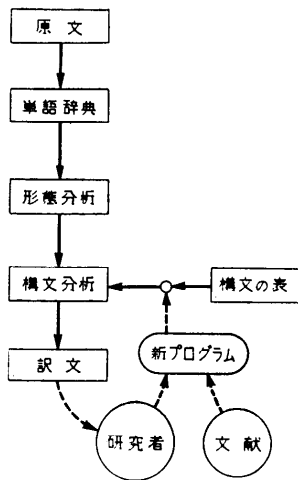 原文
単語辞典
形態分析
構文分析
構文の表
新プログラム
訳文
研究者
文献